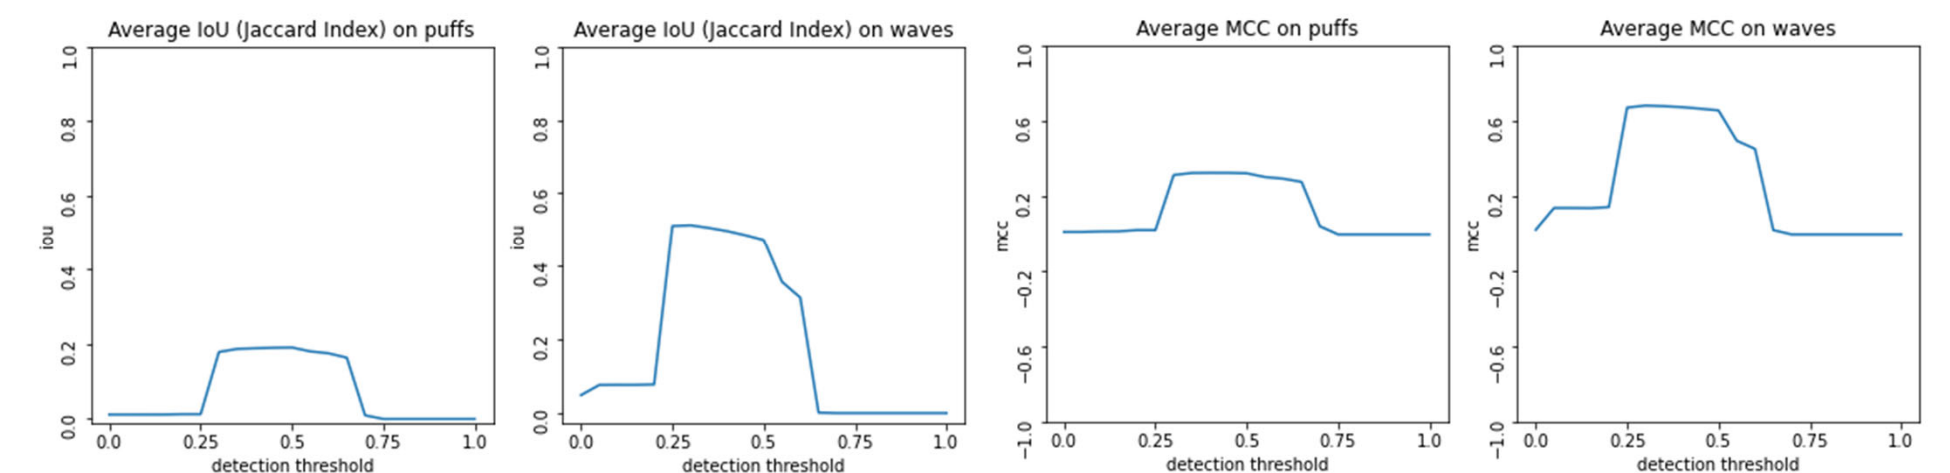 Average IoU (Jaccard Index) on puffs
1.0
0.8
0.6
0.4
0.2
0.0
iou
0.0 0.25 0.5 0.75 1.0
detection threshold
Average IoU (Jaccard Index) on waves
1.0
0.8
0.6
0.4
0.2
0.0
iou
0.0 0.25 0.5 0.75 1.0
detection threshold
Average MCC on puffs
1.0
0.6
0.2
−0.2
−0.6
−1.0
mcc
0.0 0.25 0.5 0.75 1.0
detection threshold
Average MCC on waves
1.0
0.6
0.2
−0.2
−0.6
−1.0
mcc
0.0 0.25 0.5 0.75 1.0
detection threshold